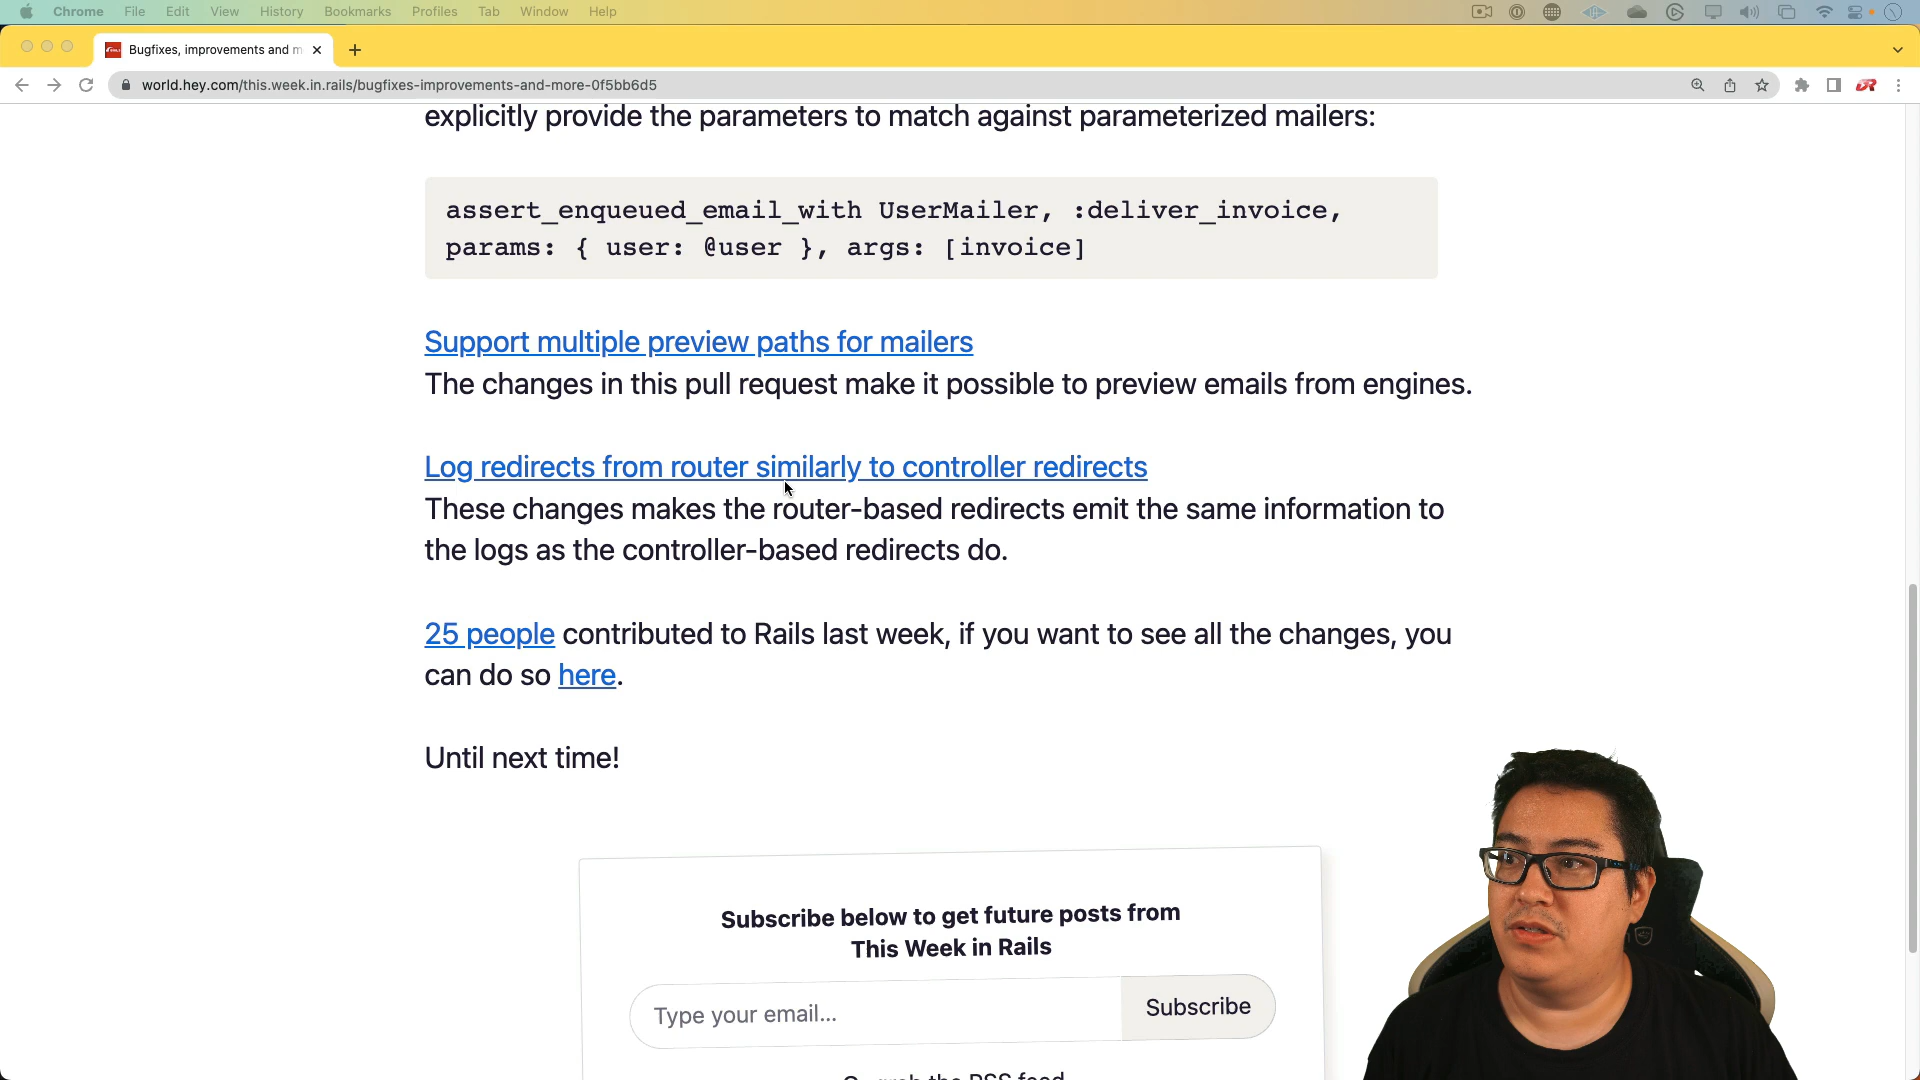 Chrome File Edit View History Bookmarks Profiles Tab Window Help
Bugfixes, improvements and m
world.hey.com/this.week.in.rails/bugfixes-improvements-and-more-0f5bb6d5
explicitly provide the parameters to match against parameterized mailers:
assert_enqueued_email_with UserMailer, :deliver_invoice,
params: { user: @user }, args: [invoice]
Support multiple preview paths for mailers
The changes in this pull request make it possible to preview emails from engines.
Log redirects from router similarly to controller redirects
These changes makes the router-based redirects emit the same information to
the logs as the controller-based redirects do.
25 people contributed to Rails last week, if you want to see all the changes, you
can do so here.
Until next time!
Subscribe below to get future posts from
This Week in Rails
Type your email...
Subscribe
Or grab the RSS feed